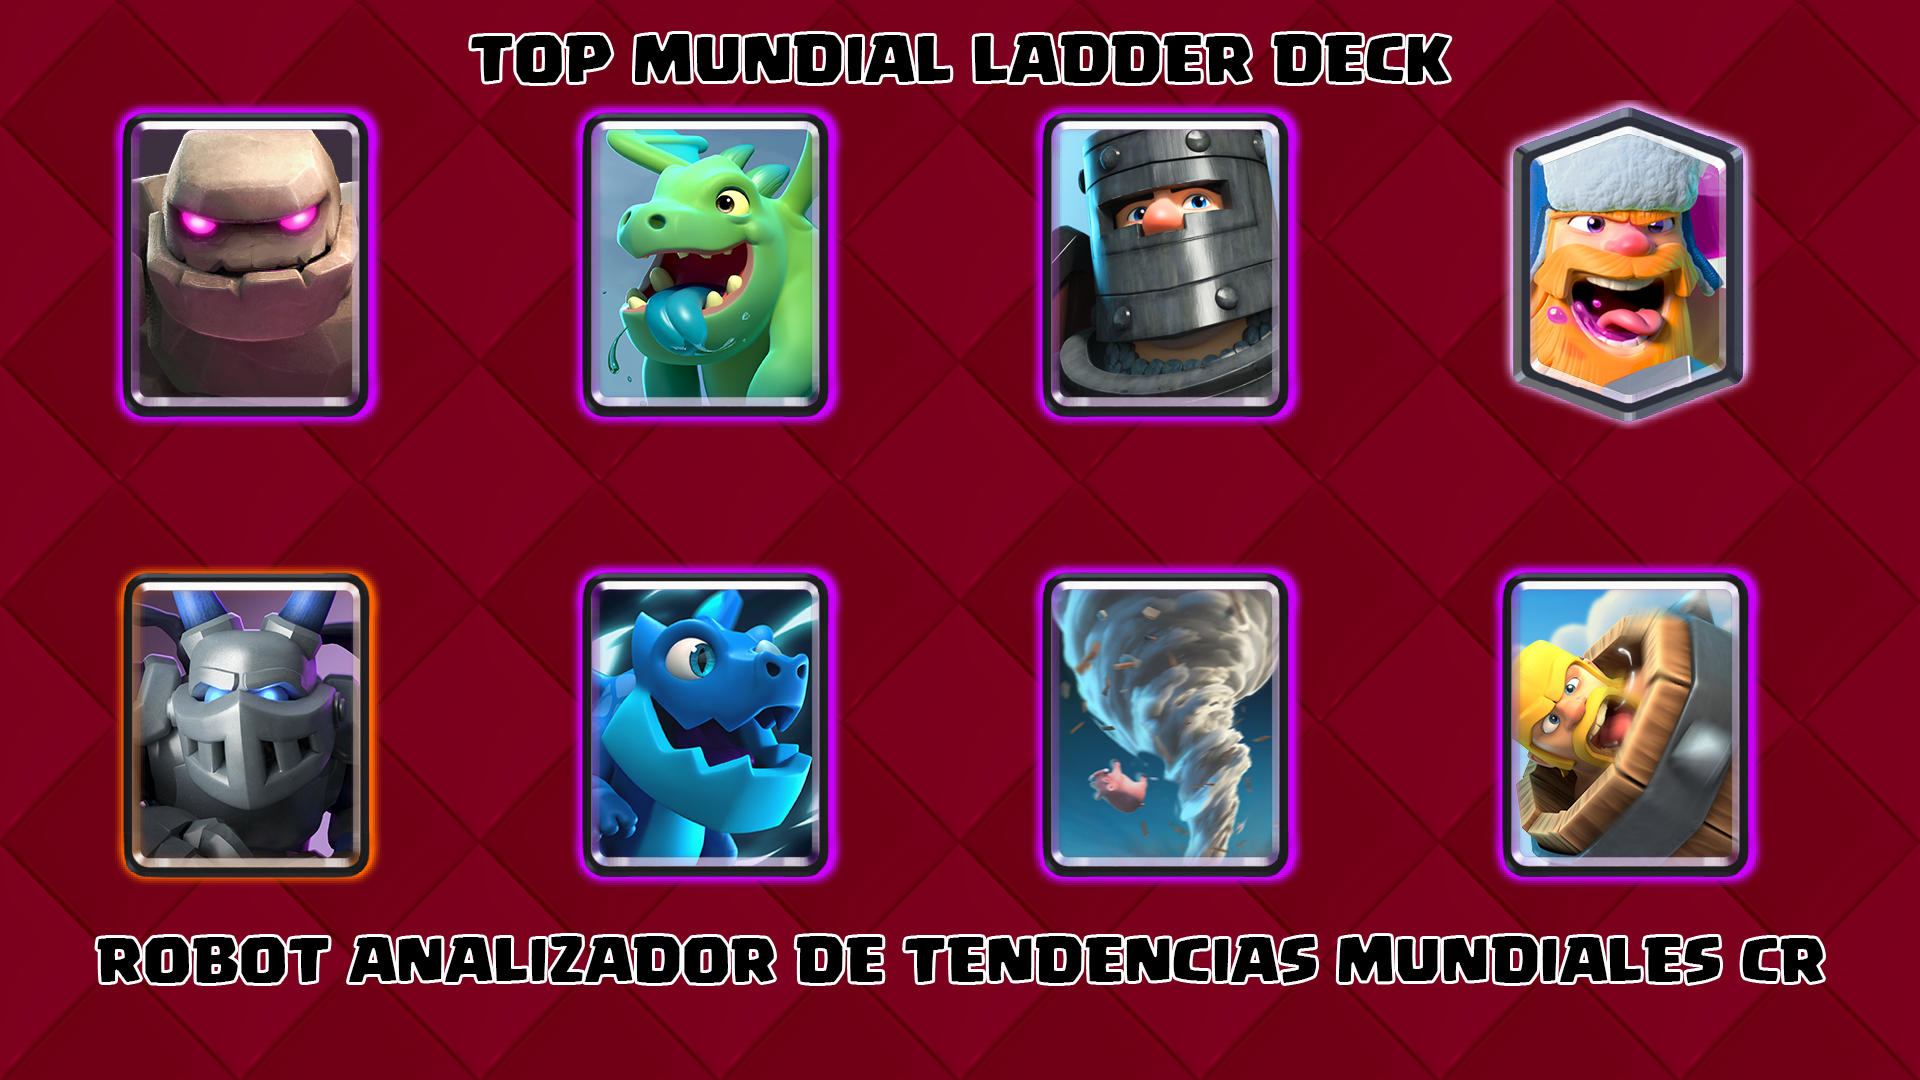 TOP MUNDIAL LADDER DECK
ROBOT ANALIZADOR DE TENDENCIAS MUNDIALES CR